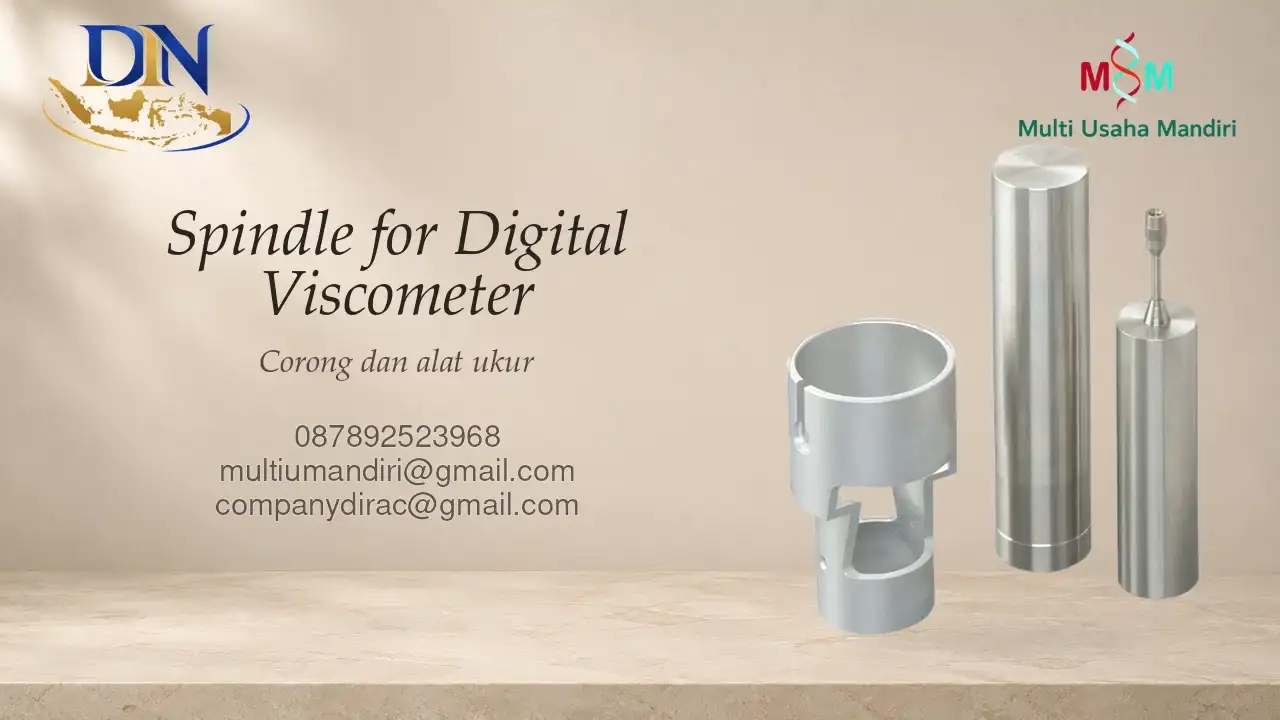 DIN
MSM
Multi Usaha Mandiri
Spindle for Digital
Viscometer
Corong dan alat ukur
087892523968
multiumandiri@gmail.com
companydirac@gmail.com